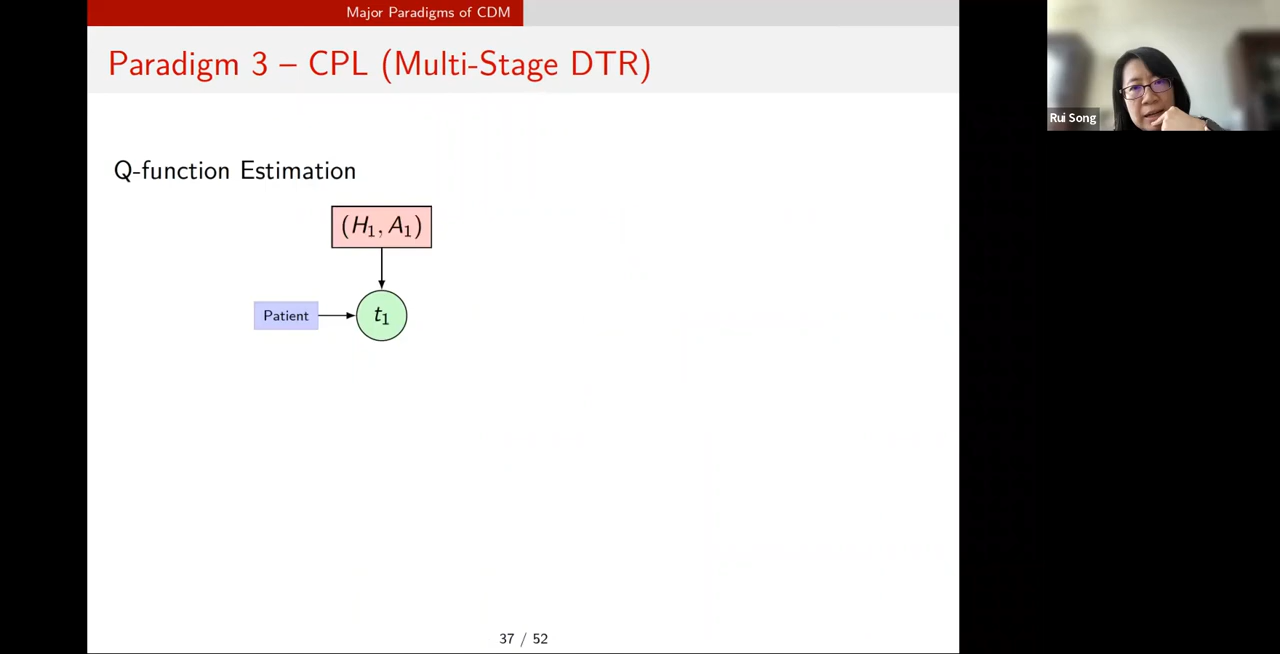 Major Paradigms of CDM
Paradigm 3 – CPL (Multi-Stage DTR)
Rui Song
Q-function Estimation
(H₁, A₁)
Patient
t₁
37 / 52